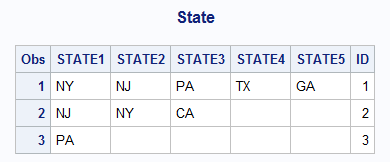 State
Obs STATE1 STATE2 STATE3 STATE4 STATE5 ID
1 NY NJ PA TX GA 1
2 NJ NY CA 2
3 PA 3